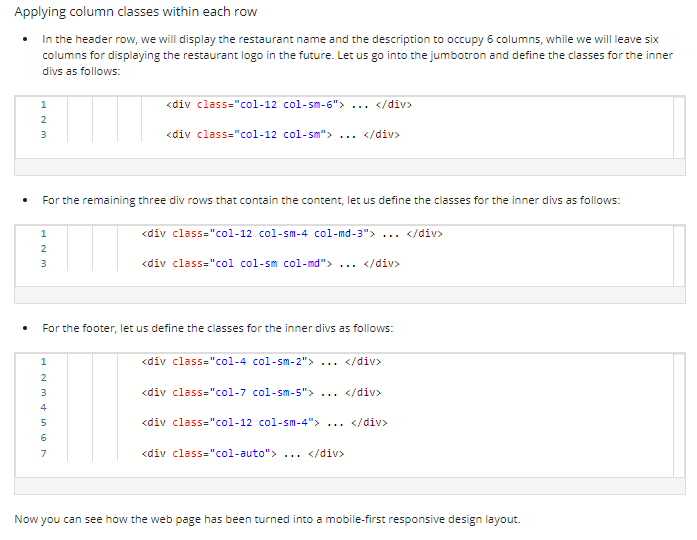 Applying column classes within each row
• In the header row, we will display the restaurant name and the description to occupy 6 columns, while we will leave six
columns for displaying the restaurant logo in the future. Let us go into the jumbotron and define the classes for the inner
divs as follows:
1 <div class="col-12 col-sm-6"> ... </div>
2
3 <div class="col-12 col-sm"> ... </div>
• For the remaining three div rows that contain the content, let us define the classes for the inner divs as follows:
1 <div class="col-12 col-sm-4 col-md-3"> ... </div>
2
3 <div class="col col-sm col-md"> ... </div>
• For the footer, let us define the classes for the inner divs as follows:
1 <div class="col-4 col-sm-2"> ... </div>
2
3 <div class="col-7 col-sm-5"> ... </div>
4
5 <div class="col-12 col-sm-4"> ... </div>
6
7 <div class="col-auto"> ... </div>
Now you can see how the web page has been turned into a mobile-first responsive design layout.